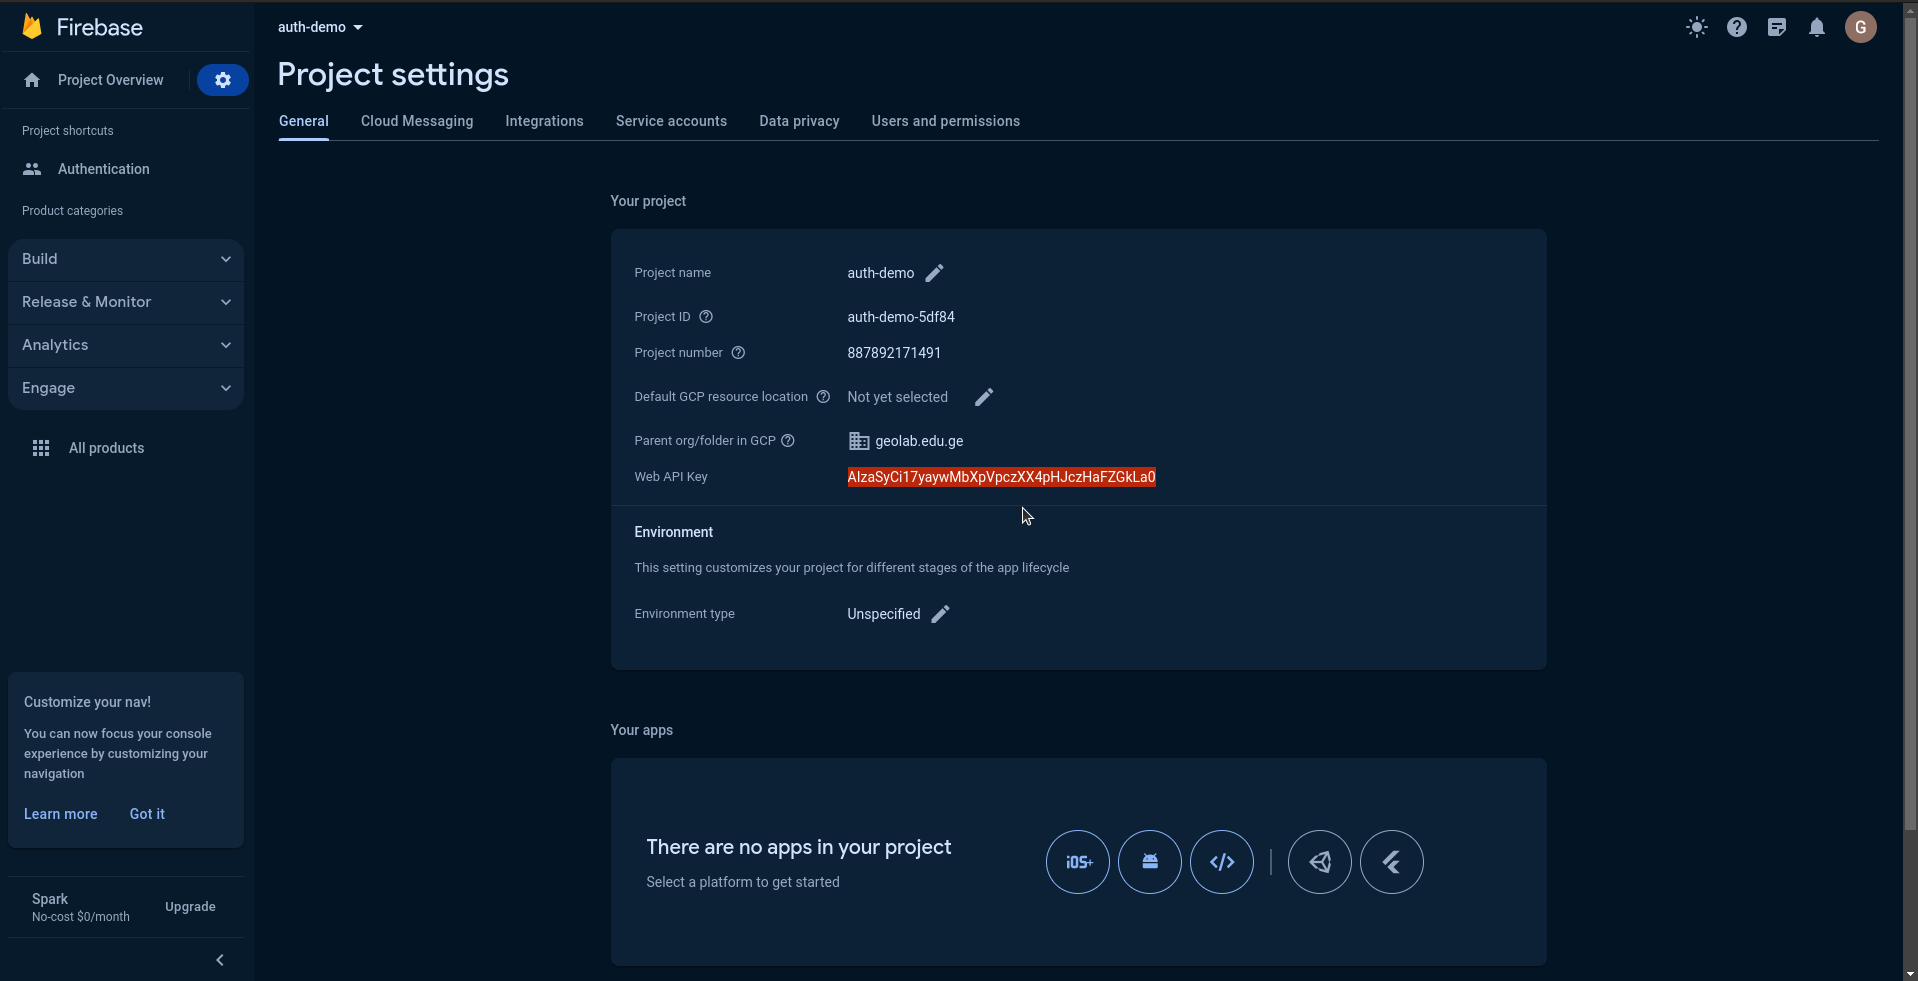 Firebase
auth-demo
G
Project Overview
Project settings
General
Cloud Messaging
Integrations
Service accounts
Data privacy
Users and permissions
Project shortcuts
Authentication
Product categories
Build
Release & Monitor
Analytics
Engage
All products
Customize your nav!
You can now focus your console
experience by customizing your
navigation
Learn more Got it
Spark
No-cost $0/month
Upgrade
Your project
Project name auth-demo
Project ID auth-demo-5df84
Project number 887892171491
Default GCP resource location Not yet selected
Parent org/folder in GCP geolab.edu.ge
Web API Key AIzaSyCi17yaywMbXpVpczXX4pHJczHaFZGkLa0
Environment
This setting customizes your project for different stages of the app lifecycle
Environment type Unspecified
Your apps
There are no apps in your project
Select a platform to get started
iOS+